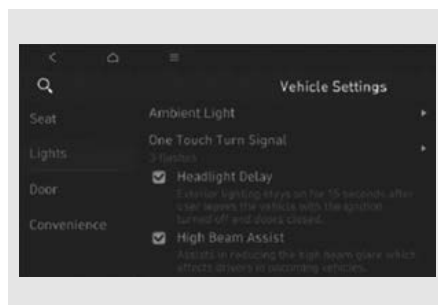 Vehicle Settings
Seat
Lights
Door
Convenience
Ambient Light
One Touch Turn Signal
3 flashes
Headlight Delay
Exterior lighting stays on for 15 seconds after
user leaves the vehicle with the ignition
turned off and doors closed.
High Beam Assist
Assists in reducing the high beam glare which
affects drivers in oncoming vehicles.